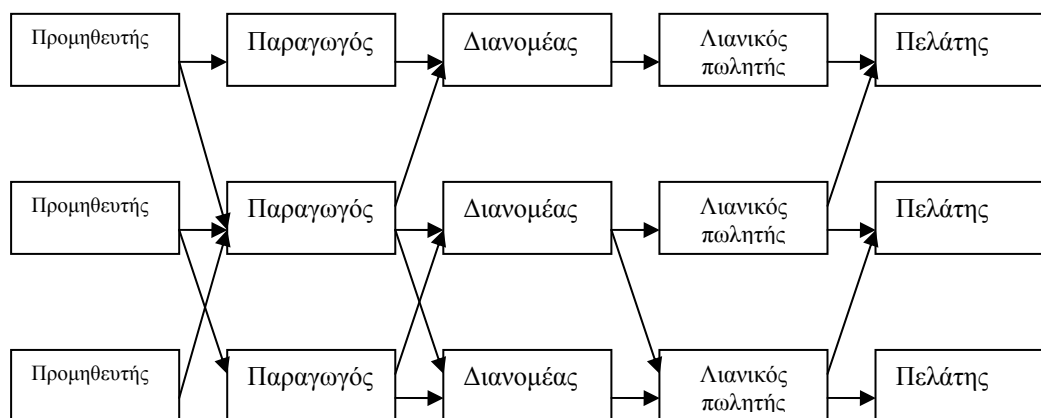 Προμηθευτής
Παραγωγός
Διανομέας
Λιανικός
πωλητής
Πελάτης
Προμηθευτής
Παραγωγός
Διανομέας
Λιανικός
πωλητής
Πελάτης
Προμηθευτής
Παραγωγός
Διανομέας
Λιανικός
πωλητής
Πελάτης